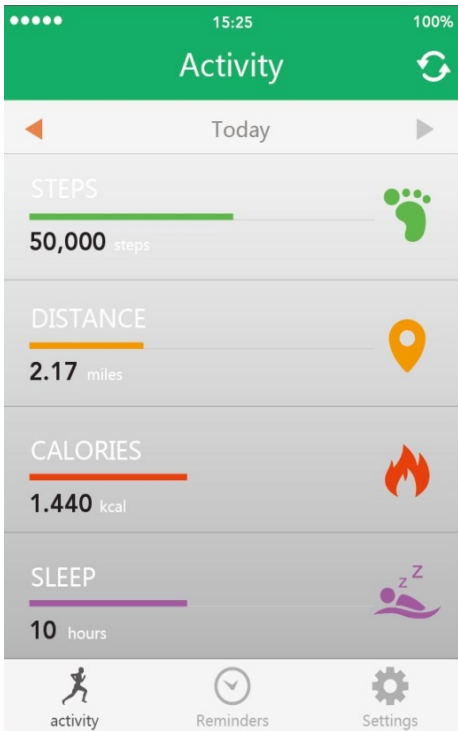 15:25 100%
Activity
Today
STEPS
50,000 steps
DISTANCE
2.17 miles
CALORIES
1.440 kcal
SLEEP
z z
10 hours
activity Reminders Settings